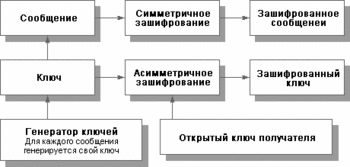 Сообщение
Симметричное
зашифрование
Зашифрованное
сообщенеи
Ключ
Асимметричное
зашифрование
Зашифрованный
ключ
Генератор ключей
Для каждого сообщения
генерируется свой ключ
Открытый ключ получателя